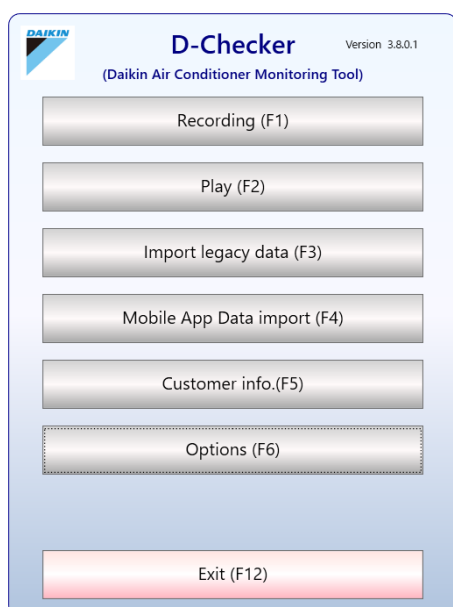 DAIKIN
D-Checker Version 3.8.0.1
(Daikin Air Conditioner Monitoring Tool)
Recording (F1)
Play (F2)
Import legacy data (F3)
Mobile App Data import (F4)
Customer info.(F5)
Options (F6)
Exit (F12)